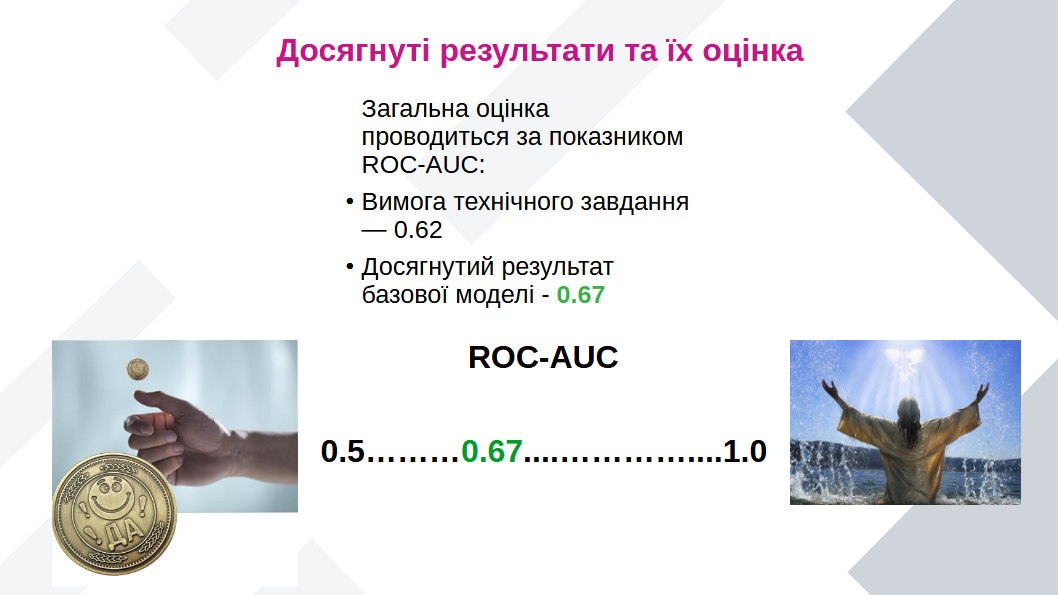 Досягнуті результати та їх оцінка
Загальна оцінка
проводиться за показником
ROC-AUC:
• Вимога технічного завдання
— 0.62
• Досягнутий результат
базової моделі - 0.67
ROC-AUC
0.5………0.67....…………....1.0
! ДА !